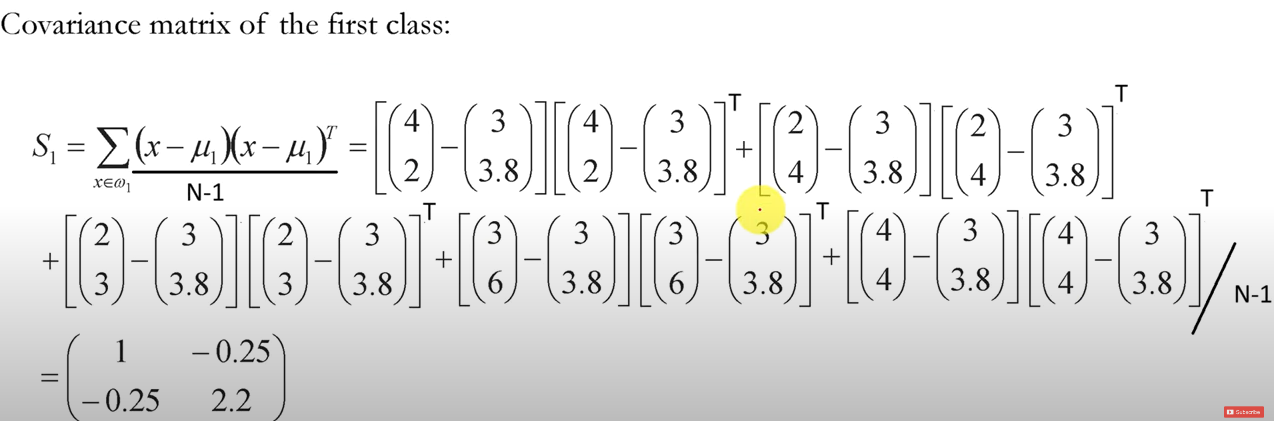 Covariance matrix of the first class:
S₁ = ∑_{x∈ω₁} (x − μ₁)(x − μ₁)^T / N-1 = [(4 2) − (3 3.8)][(4 2) − (3 3.8)]^T + [(2 4) − (3 3.8)][(2 4) − (3 3.8)]^T
+ [(2 3) − (3 3.8)][(2 3) − (3 3.8)]^T + [(3 6) − (3 3.8)][(3 6) − (3 3.8)]^T + [(4 4) − (3 3.8)][(4 4) − (3 3.8)]^T / N-1
= (1 −0.25
−0.25 2.2)
Subscribe